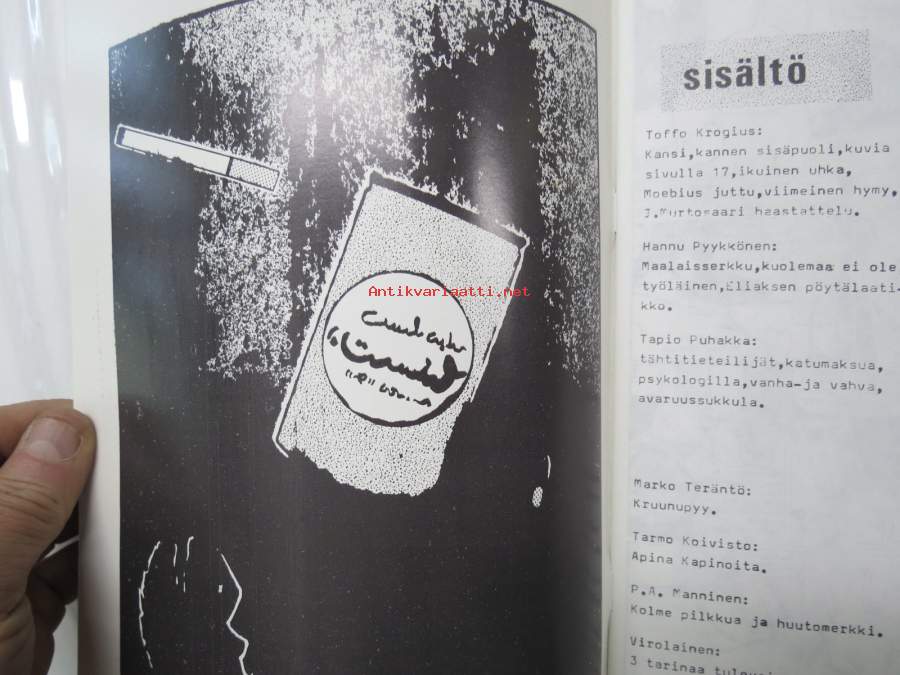 Antikvariaatti.net
sisältö
Toffo Krogius:
Kansi,kannen sisäpuoli,kuvia
sivulla 17,ikuinen uhka,
Moebius juttu,viimeinen hymy,
J.Murtosaari haastattelu.
Hannu Pyykkönen:
Maalaisserkku,kuolemaa ei ole
työläinen,Eliaksen pöytälaati-
kko.
Tapio Puhakka:
tähtitieteilijät,katumaksua,
psykologilla,vanha-ja vahva,
avaruussukkula.
Marko Teräntö:
Kruunupyy.
Tarmo Koivisto:
Apina Kapinoita.
P.A. Manninen:
Kolme pilkkua ja huutomerkki.
Virolainen:
3 tarinaa